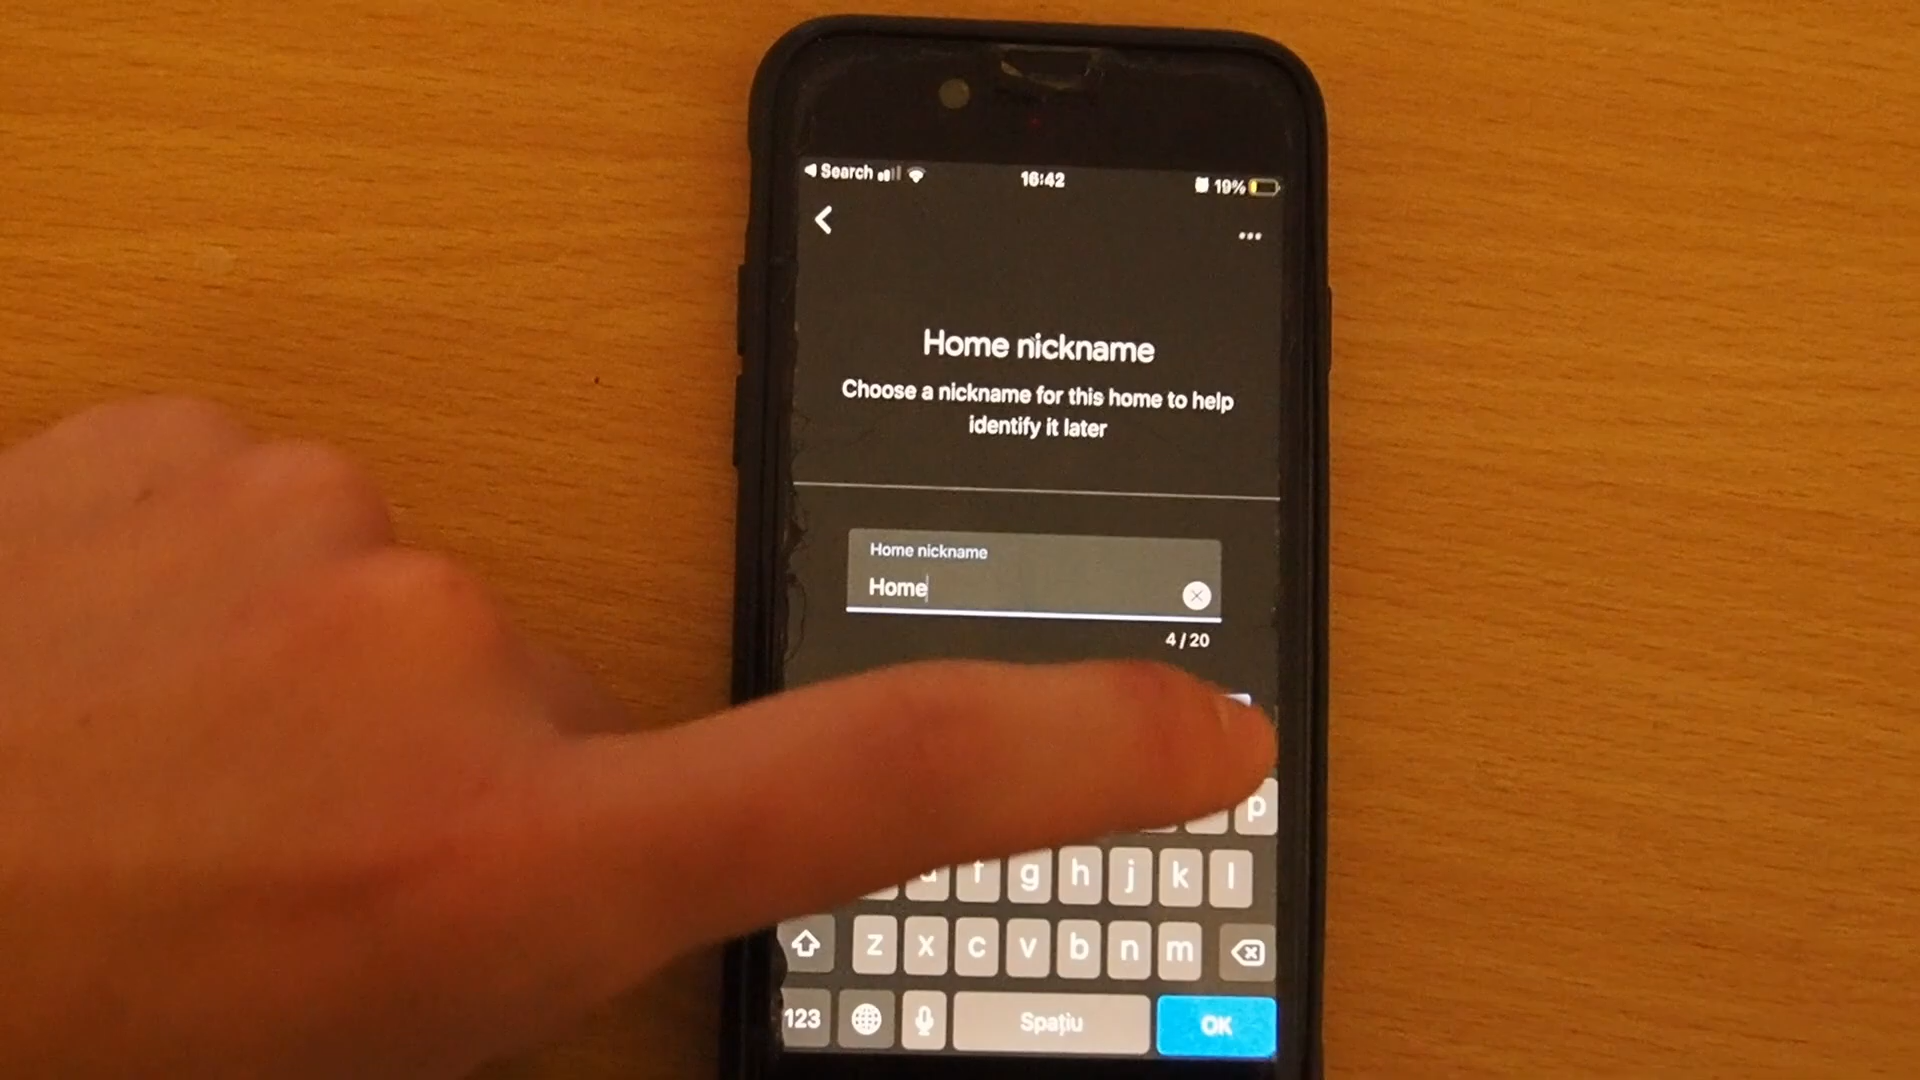 Search 16:42 19%
Home nickname
Choose a nickname for this home to help
identify it later
Home nickname
Home
4 / 20
p
f g h j k l
z x c v b n m
123 Spațiu OK